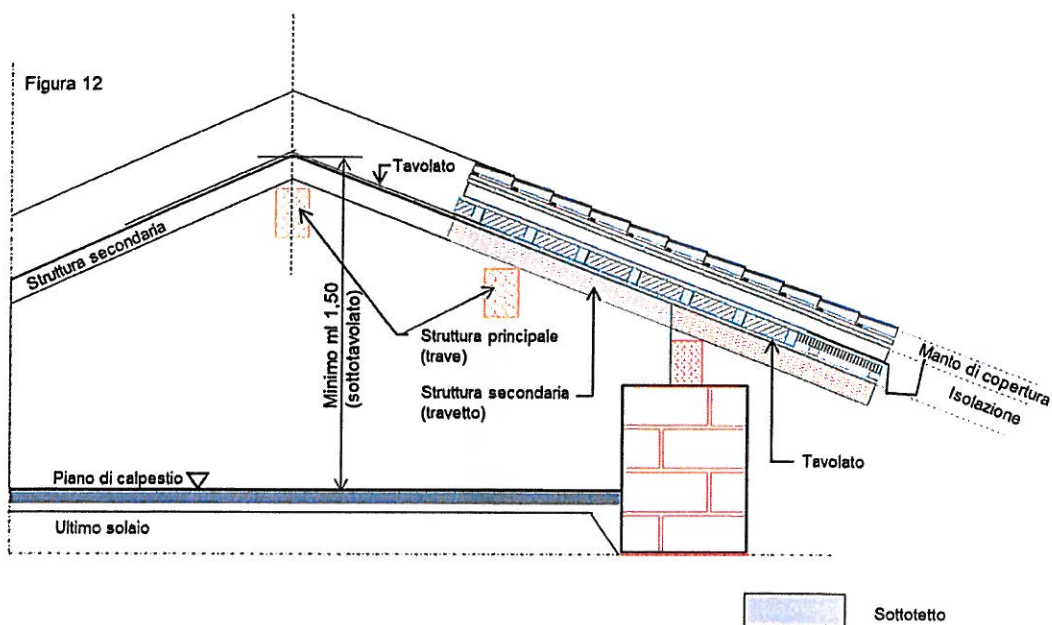 Figura 12
Tavolato
Struttura secondaria
Minimo ml 1,50
(sottotavolato)
Struttura principale
(trave)
Struttura secondaria
(travetto)
Manto di copertura
Isolazione
Tavolato
Piano di calpestio
Ultimo solaio
Sottotetto